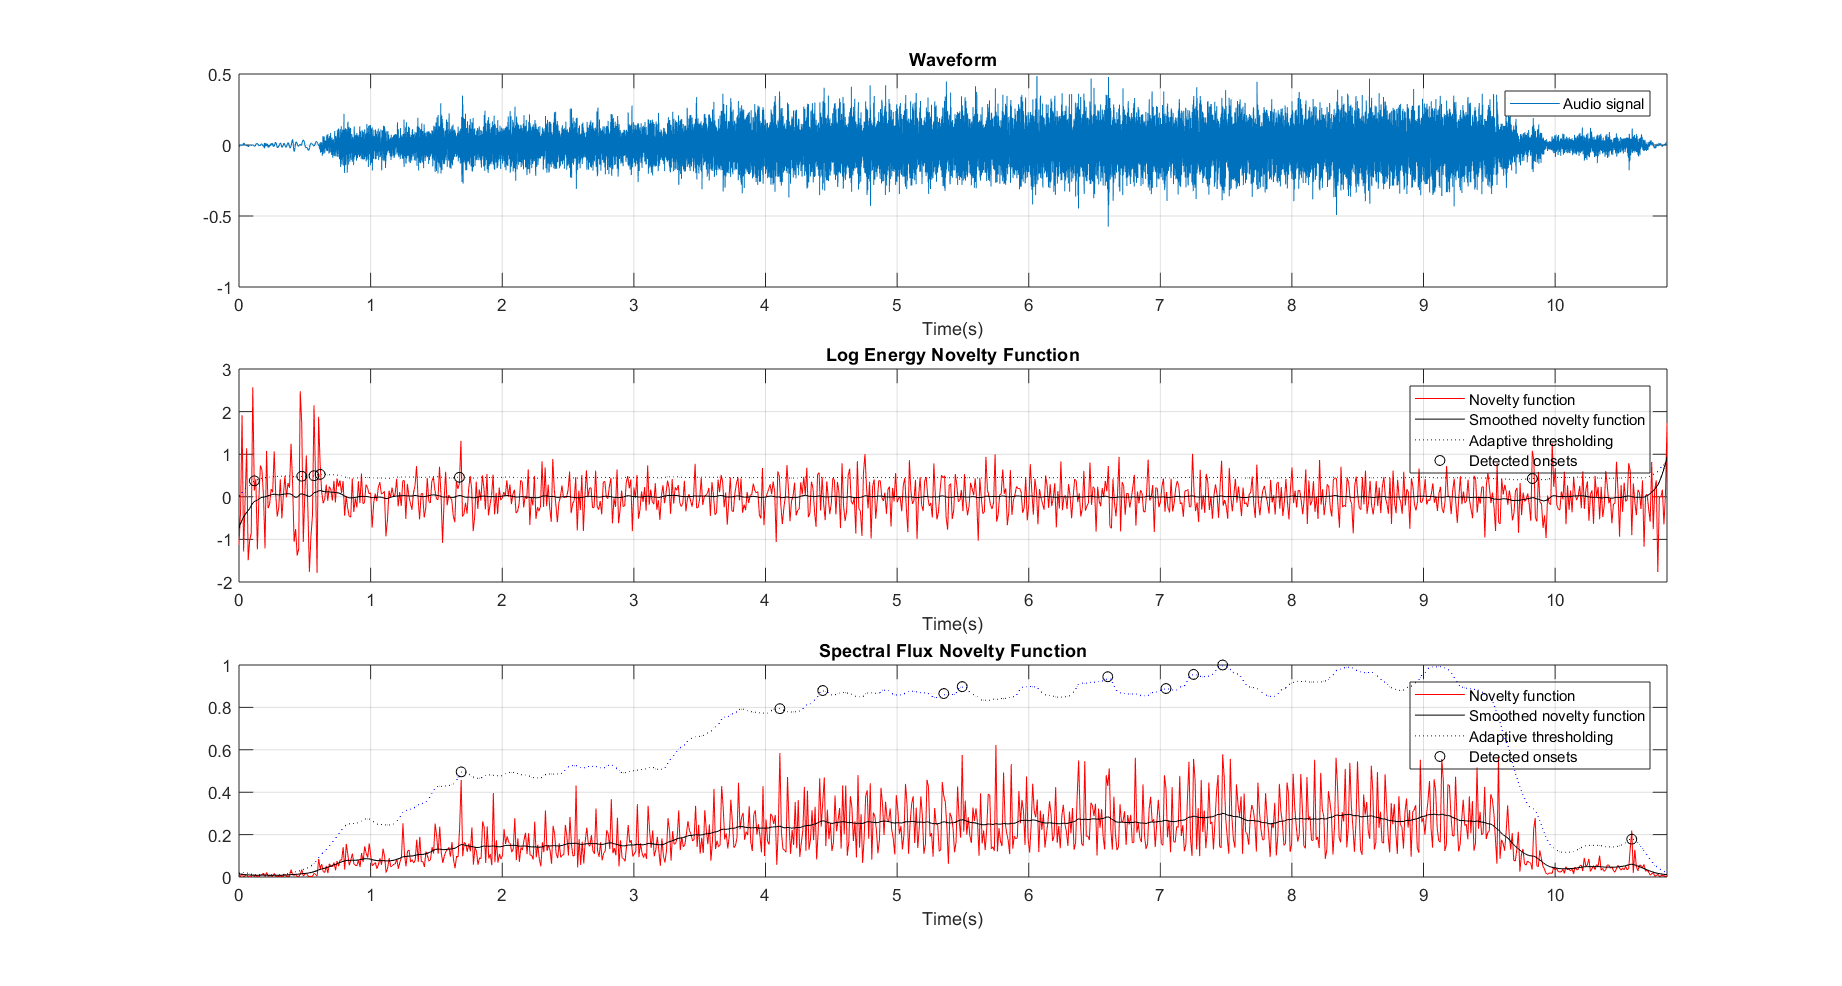 Waveform
0.5
0
-0.5
-1
Audio signal
0 1 2 3 4 5 6 7 8 9 10
Time(s)
Log Energy Novelty Function
3
2
1
0
-1
-2
Novelty function
Smoothed novelty function
Adaptive thresholding
Detected onsets
0 1 2 3 4 5 6 7 8 9 10
Time(s)
Spectral Flux Novelty Function
1
0.8
0.6
0.4
0.2
0
Novelty function
Smoothed novelty function
Adaptive thresholding
Detected onsets
0 1 2 3 4 5 6 7 8 9 10
Time(s)